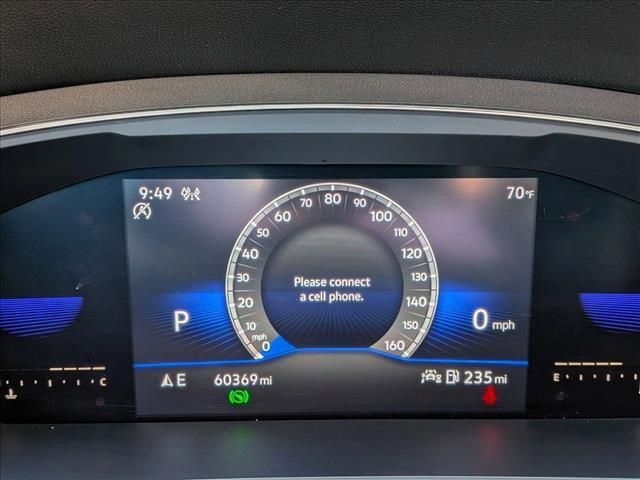 9:49
70°F
80
70 90
60 100
50 110
40 120
30 130
20 140
10 150
mph 0 160
Please connect
a cell phone.
P
0 mph
C
E
E 60369 mi 235 mi